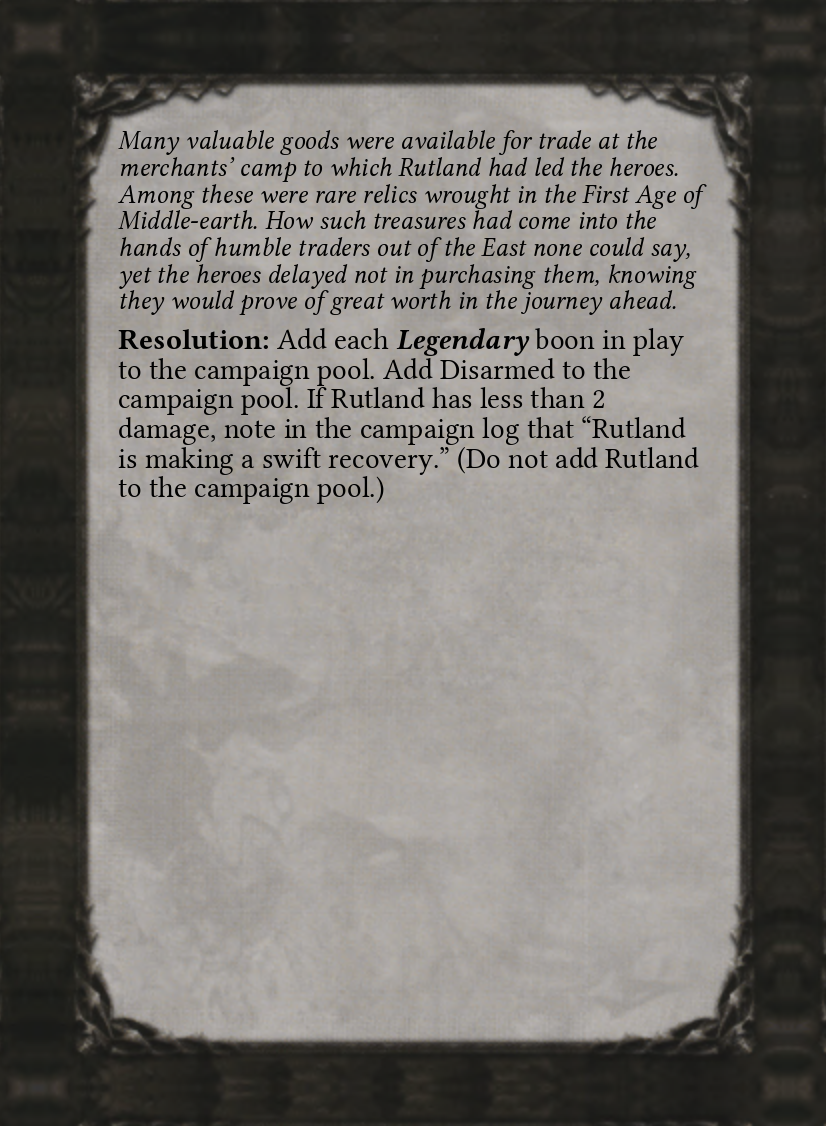 Many valuable goods were available for trade at the
merchants’ camp to which Rutland had led the heroes.
Among these were rare relics wrought in the First Age of
Middle-earth. How such treasures had come into the
hands of humble traders out of the East none could say,
yet the heroes delayed not in purchasing them, knowing
they would prove of great worth in the journey ahead.
Resolution: Add each Legendary boon in play
to the campaign pool. Add Disarmed to the
campaign pool. If Rutland has less than 2
damage, note in the campaign log that “Rutland
is making a swift recovery.” (Do not add Rutland
to the campaign pool.)